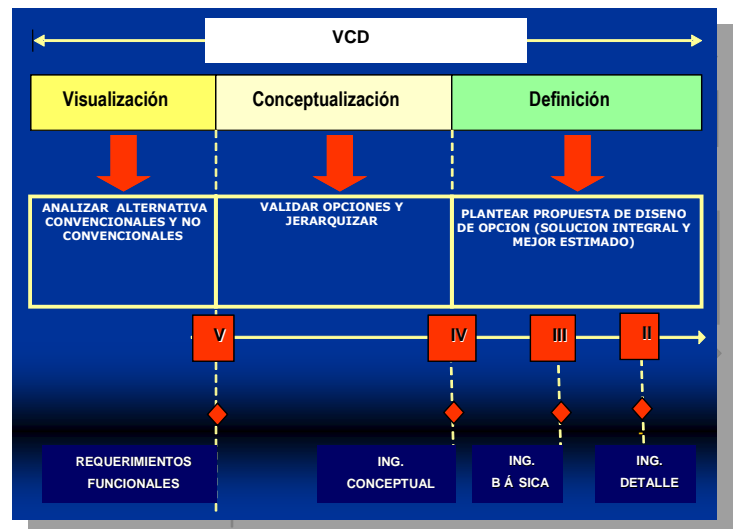 VCD
Visualización
Conceptualización
Definición
ANALIZAR ALTERNATIVA
CONVENCIONALES Y NO
CONVENCIONALES
VALIDAR OPCIONES Y
JERARQUIZAR
PLANTEAR PROPUESTA DE DISENO
DE OPCION (SOLUCION INTEGRAL Y
MEJOR ESTIMADO)
V
IV
III
II
REQUERIMIENTOS
FUNCIONALES
ING.
CONCEPTUAL
ING.
B Á SICA
ING.
DETALLE